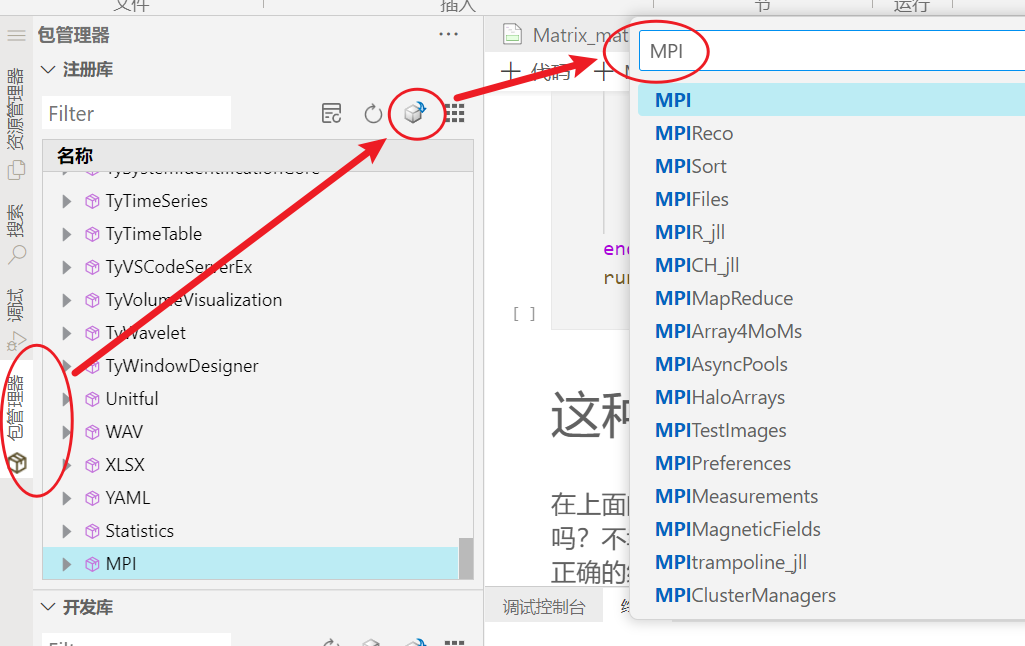 文件
插入
节
运行
包管理器
注册库
Filter
名称
TySystemIdentificationCore
TyTimeSeries
TyTimeTable
TyVSCodeServerEx
TyVolumeVisualization
TyWavelet
TyWindowDesigner
Unitful
WAV
XLSX
YAML
Statistics
MPI
开发库
资源管理器
搜索
调试
包管理器
Matrix_mat
代码
[ ]
这种
在上面
吗？不
正确的
调试控制台
MPI
MPI
MPIReco
MPISort
MPIFiles
MPIR_jll
MPICH_jll
MPIMapReduce
MPIArray4MoMs
MPIAsyncPools
MPIHaloArrays
MPITestImages
MPIPreferences
MPIMeasurements
MPIMagneticFields
MPItrampoline_jll
MPIClusterManagers